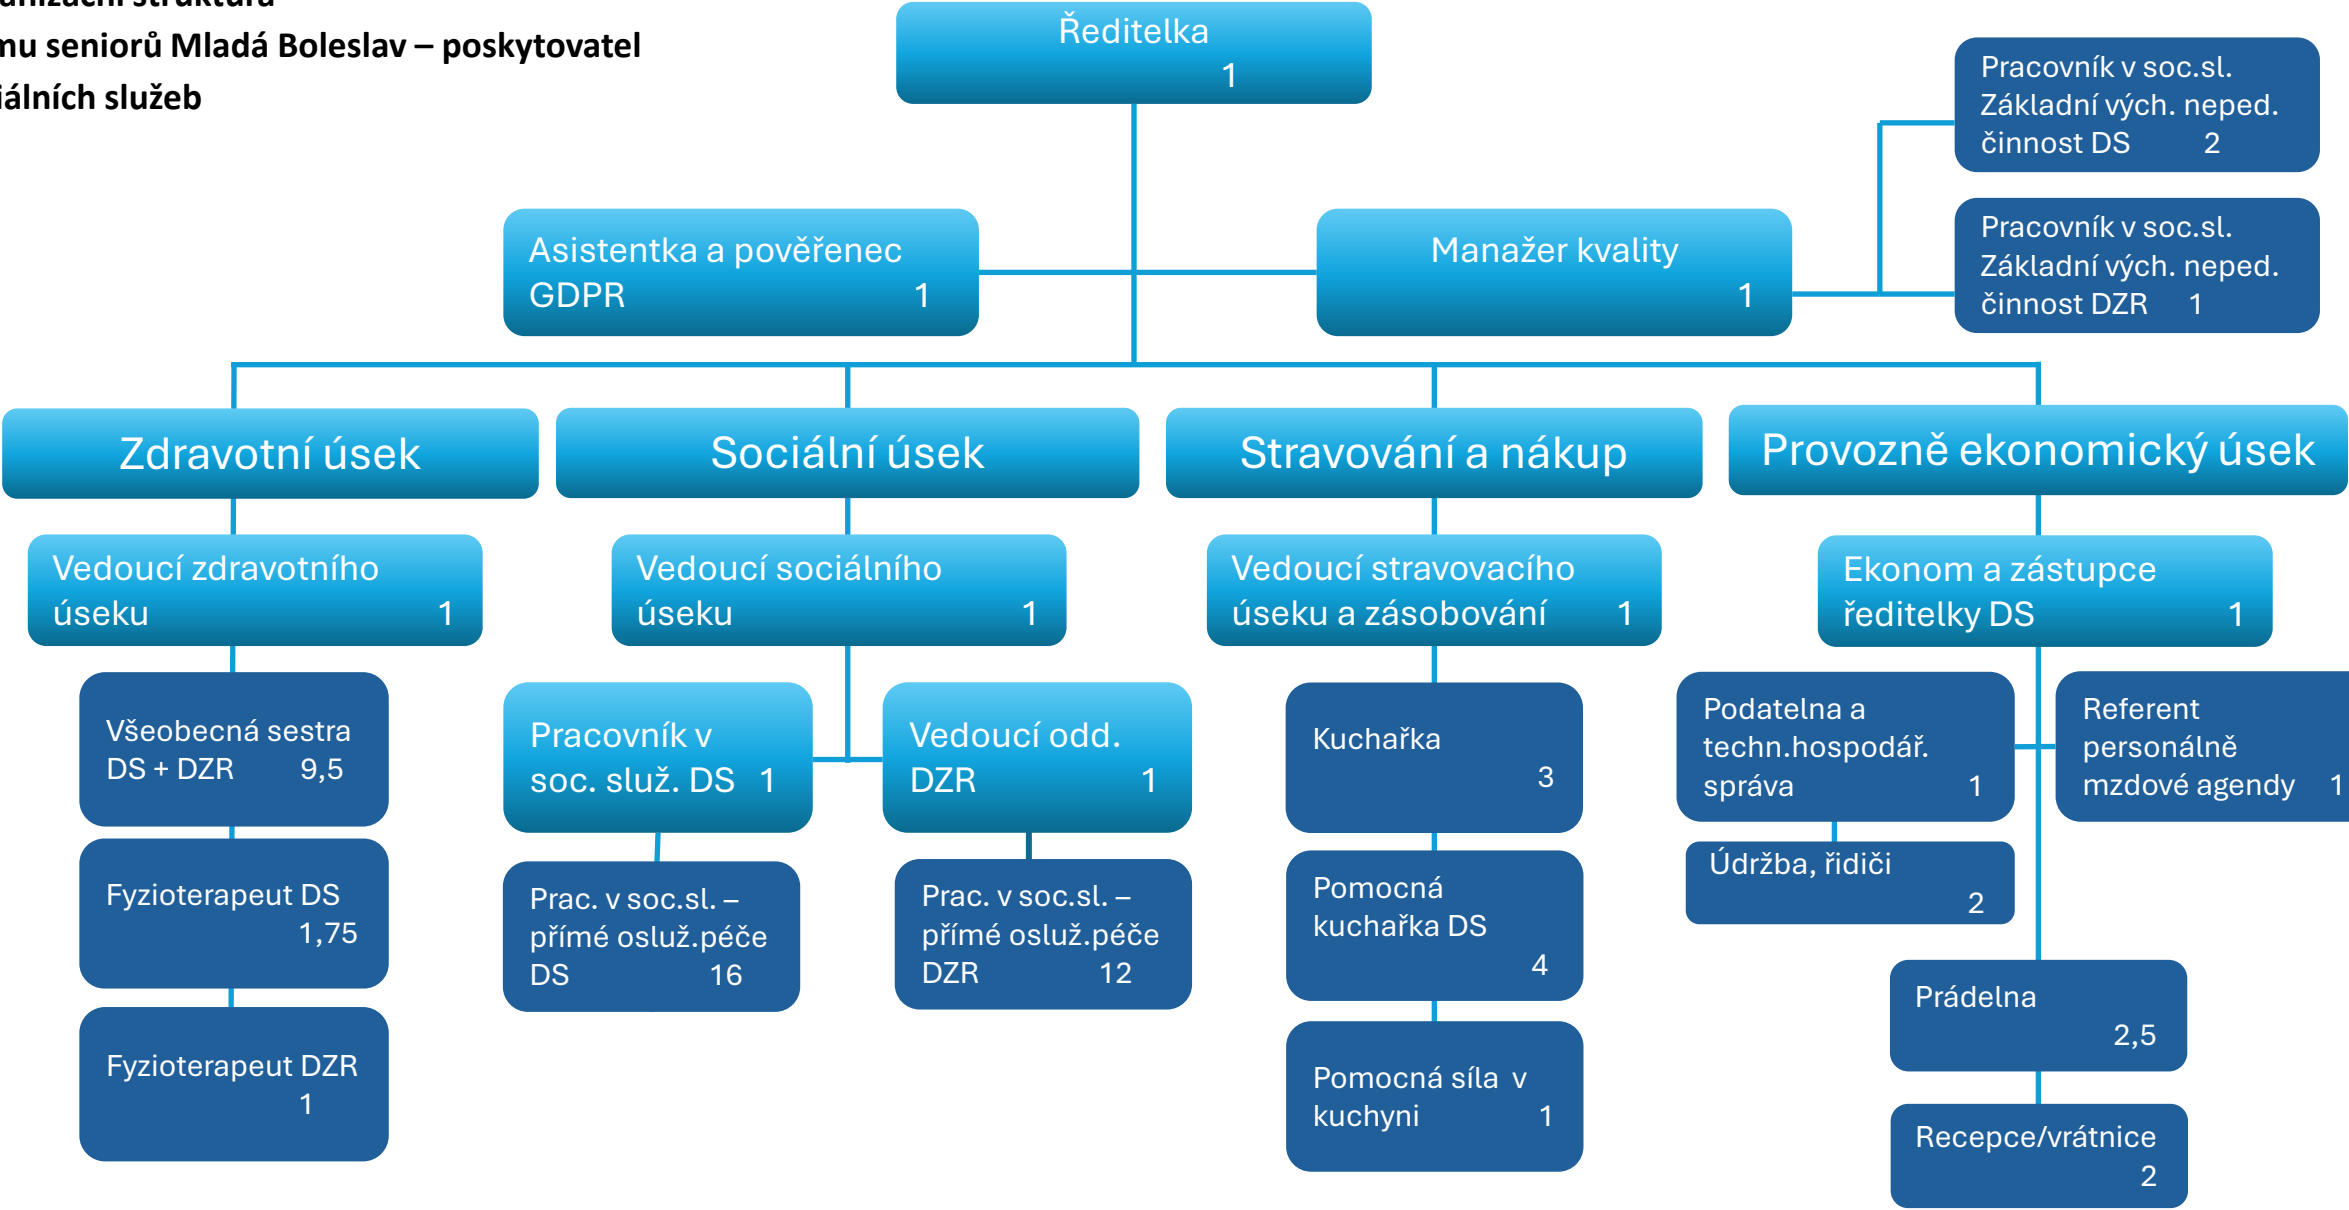 anizační struktura
mu seniorů Mladá Boleslav – poskytovatel
iálních služeb
Ředitelka
1
Pracovník v soc.sl.
Základní vých. neped.
činnost DS 2
Asistentka a pověřenec
GDPR 1
Manažer kvality
1
Pracovník v soc.sl.
Základní vých. neped.
činnost DZR 1
Zdravotní úsek
Sociální úsek
Stravování a nákup
Provozně ekonomický úsek
Vedoucí zdravotního
úseku 1
Vedoucí sociálního
úseku 1
Vedoucí stravovacího
úseku a zásobování 1
Ekonom a zástupce
ředitelky DS 1
Všeobecná sestra
DS + DZR 9,5
Fyzioterapeut DS
1,75
Fyzioterapeut DZR
1
Pracovník v
soc. služ. DS 1
Vedoucí odd.
DZR 1
Prac. v soc.sl. –
přímé osluž.péče
DS 16
Prac. v soc.sl. –
přímé osluž.péče
DZR 12
Kuchařka
3
Pomocná
kuchařka DS
4
Pomocná síla v
kuchyni 1
Podatelna a
techn.hospodář.
správa 1
Referent
personálně
mzdové agendy 1
Údržba, řidiči
2
Prádelna
2,5
Recepce/vrátnice
2